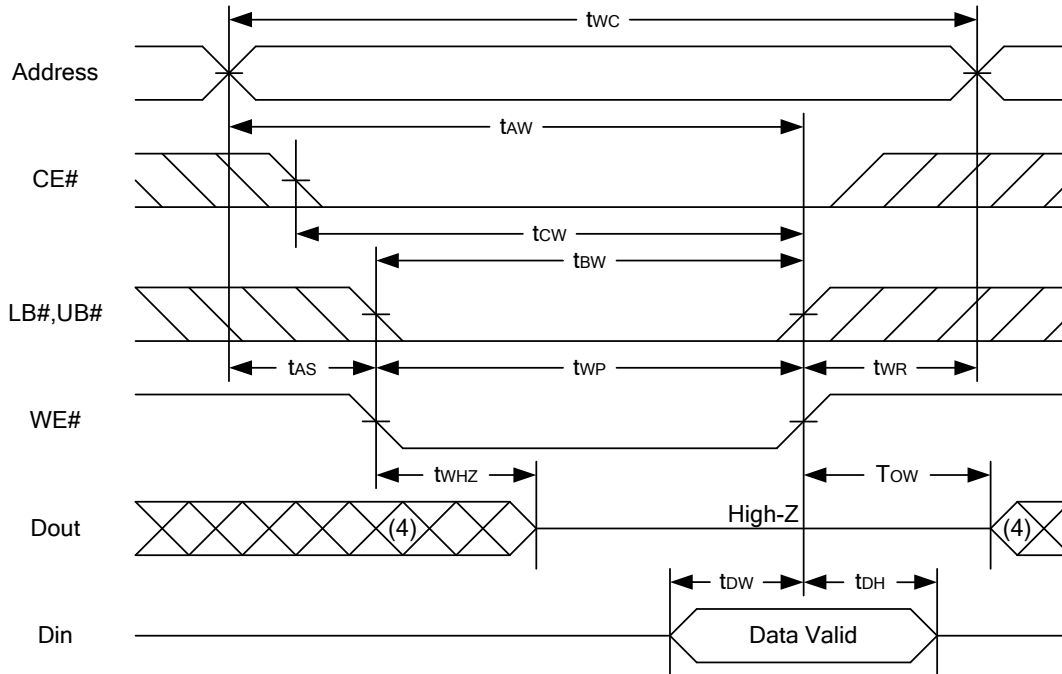 tWC
Address
tAW
CE#
tCW
tBW
LB#,UB#
tAS tWP tWR
WE#
tWHZ TOW
Dout (4) High-Z (4)
tDW tDH
Din Data Valid